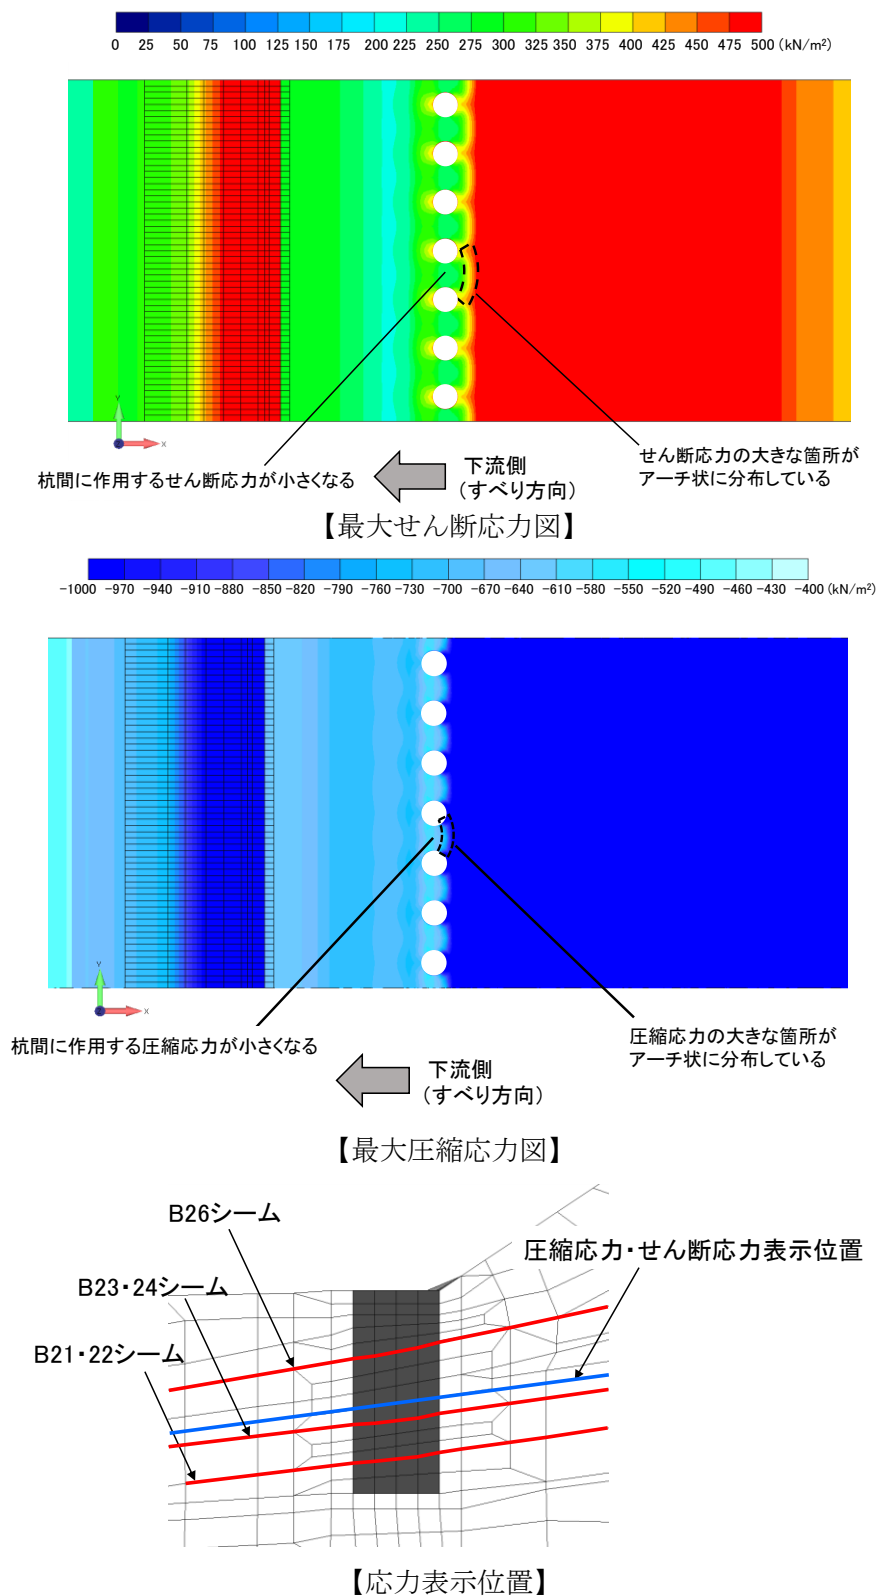 0 25 50 75 100 125 150 175 200 225 250 275 300 325 350 375 400 425 450 475 500 (kN/m²)
Y
Z
X
杭間に作用するせん断応力が小さくなる
下流側
(すべり方向)
せん断応力の大きな箇所が
アーチ状に分布している
【最大せん断応力図】
-1000 -970 -940 -910 -880 -850 -820 -790 -760 -730 -700 -670 -640 -610 -580 -550 -520 -490 -460 -430 -400 (kN/m²)
Y
Z
X
杭間に作用する圧縮応力が小さくなる
下流側
(すべり方向)
圧縮応力の大きな箇所が
アーチ状に分布している
【最大圧縮応力図】
B26シーム
圧縮応力・せん断応力表示位置
B23・24シーム
B21・22シーム
【応力表示位置】